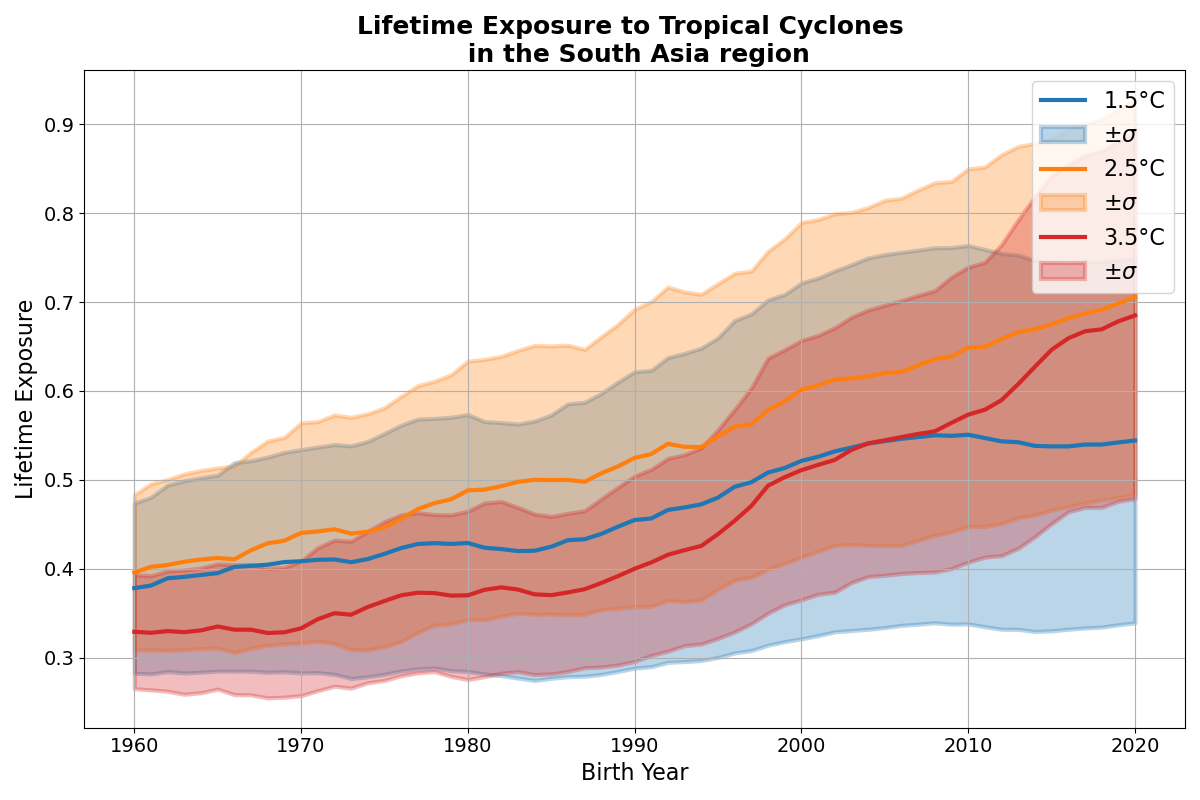 Lifetime Exposure to Tropical Cyclones
in the South Asia region
1.5°C
±σ
2.5°C
±σ
3.5°C
±σ
Lifetime Exposure
0.9
0.8
0.7
0.6
0.5
0.4
0.3
1960 1970 1980 1990 2000 2010 2020
Birth Year